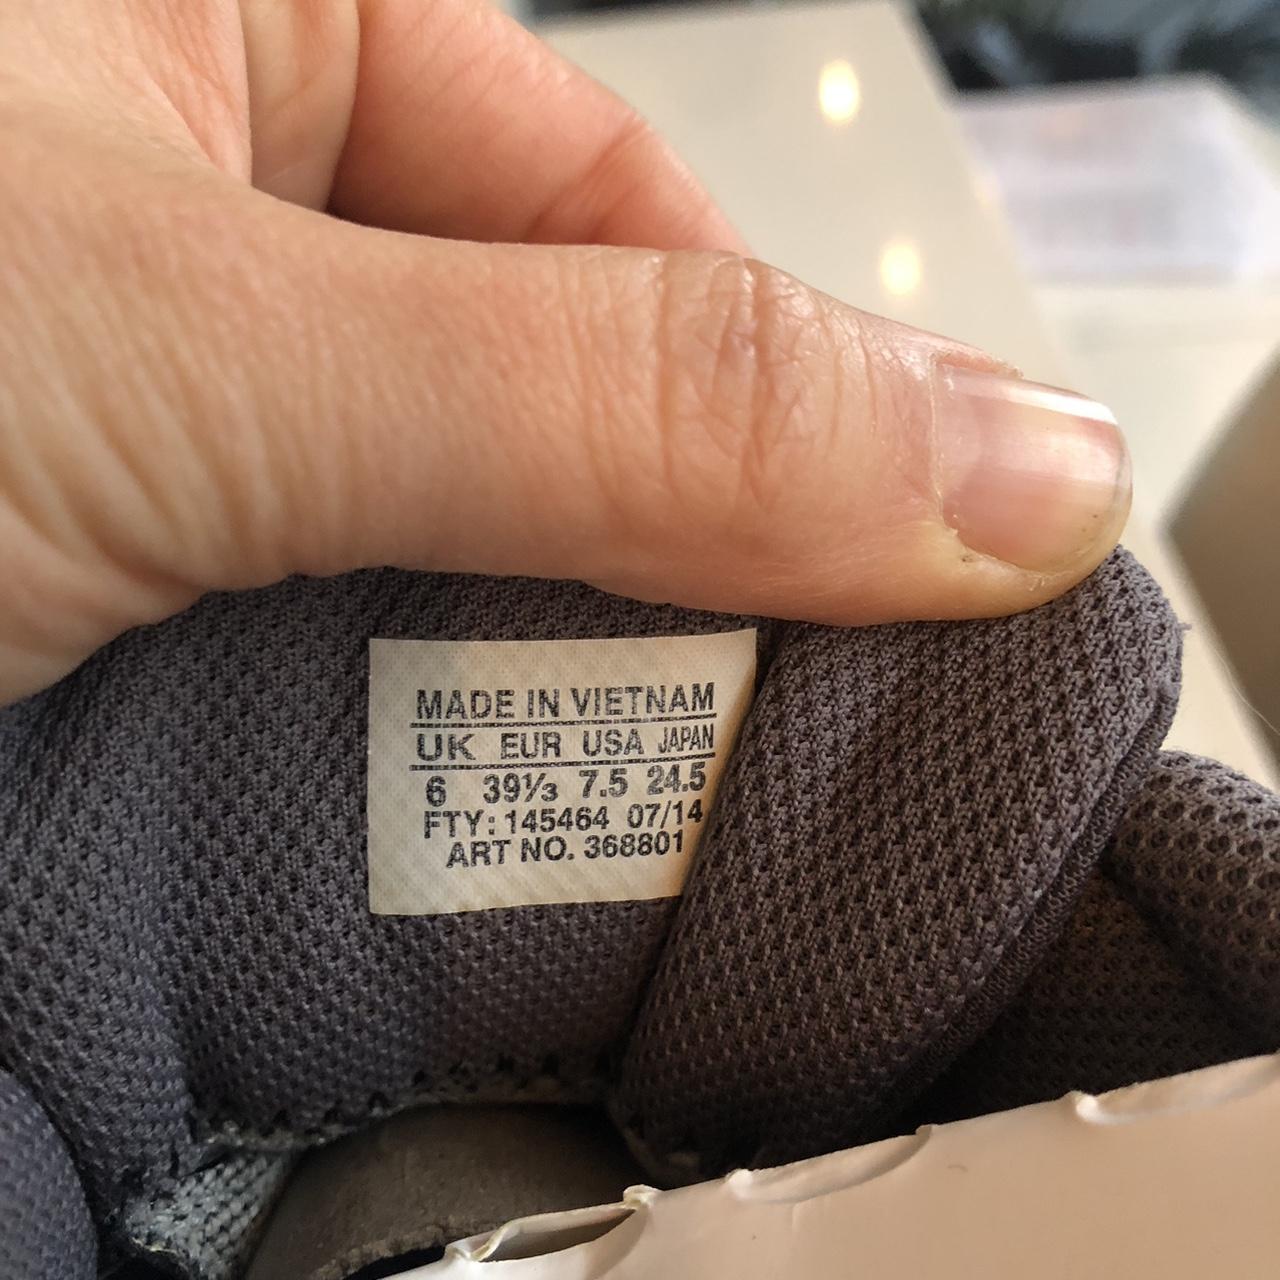 MADE IN VIETNAM
UK EUR USA JAPAN
6 39⅓ 7.5 24.5
FTY: 145464 07/14
ART NO. 368801